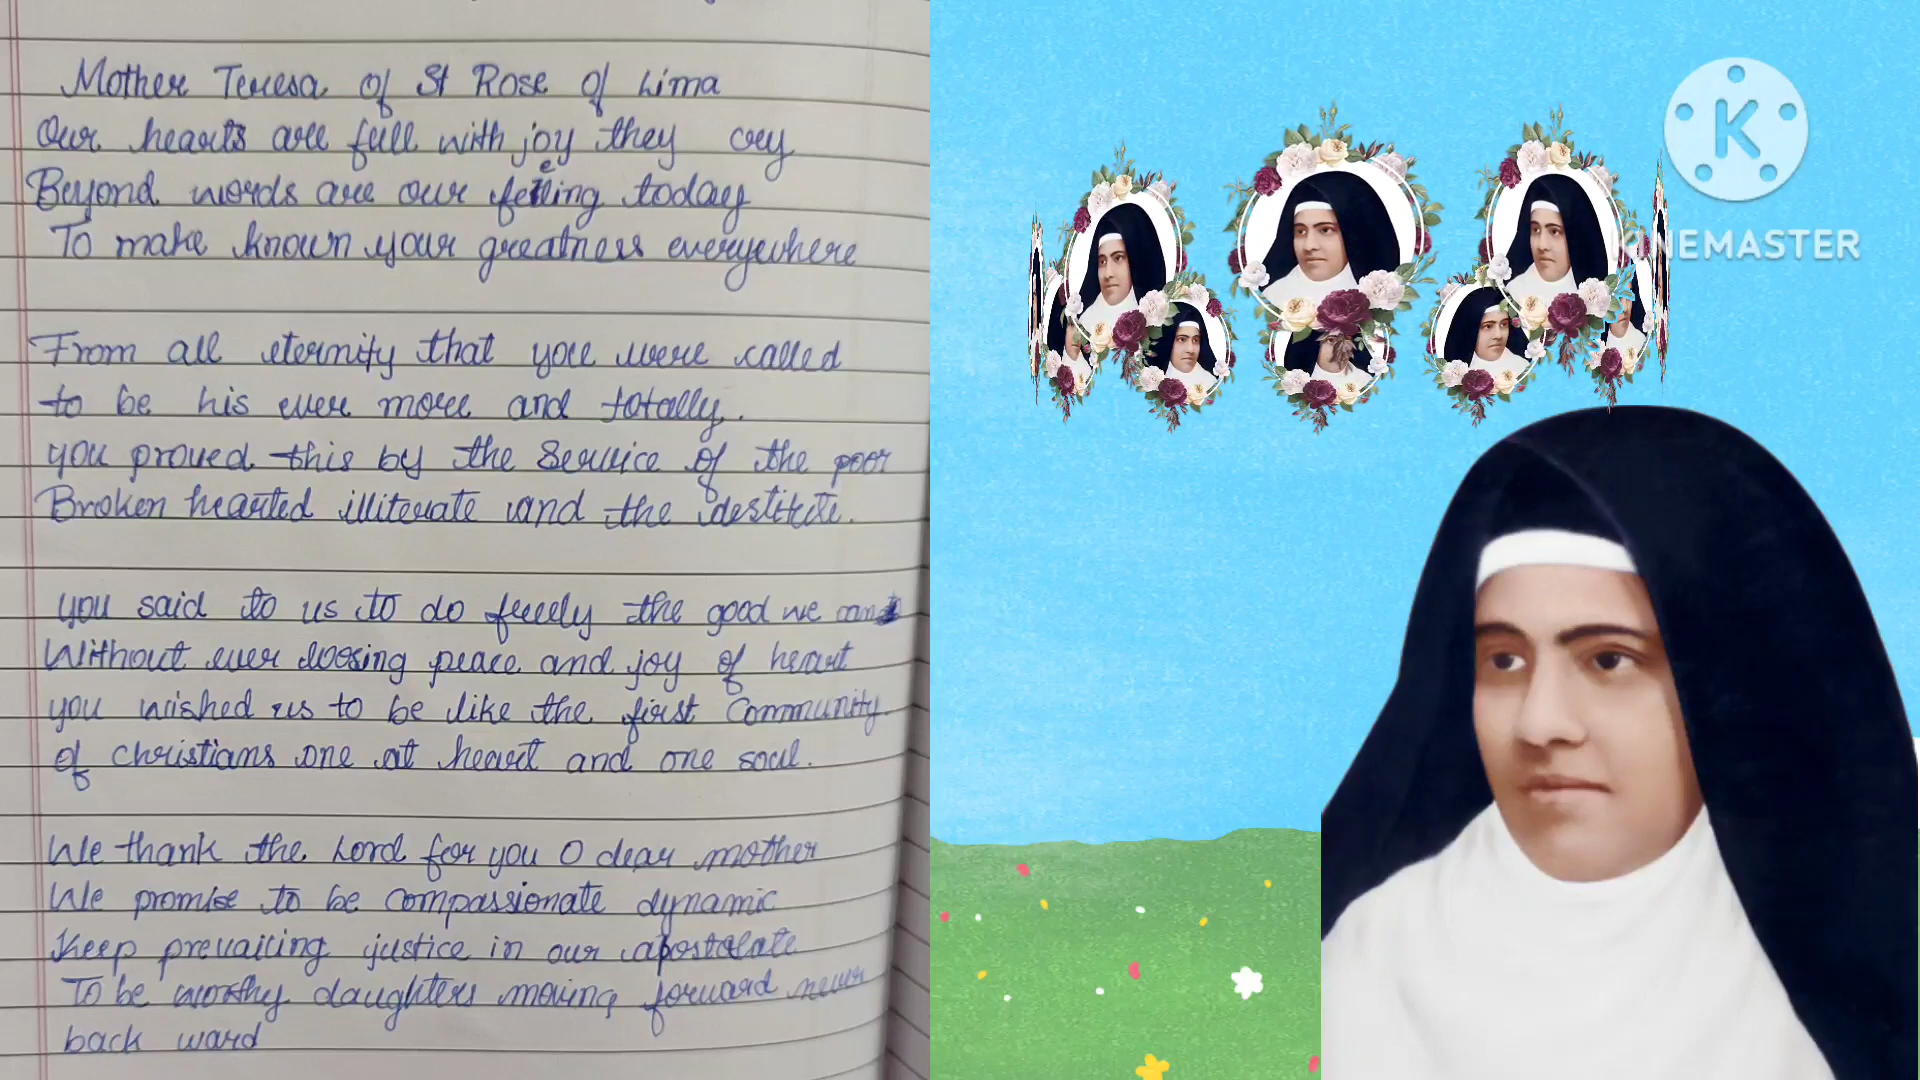 Mother Teresa of St Rose of Lima
Our hearts are full with joy they cry
Beyond words are our feeling today
To make known your greatness everywhere
From all eternity that you were called
to be his ever more and totally.
you proved this by the Service of the poor
Broken hearted illiterate and the destitute.
you said to us to do freely the good we can
Without ever loosing peace and joy of heart
you wished us to be like the first Community
of christians one at heart and one soul.
We thank the Lord for you O dear mother
We promise to be compassionate dynamic
Keep prevailing justice in our apostolate
To be worthy daughters moving forward never
back ward
K
KINEMASTER